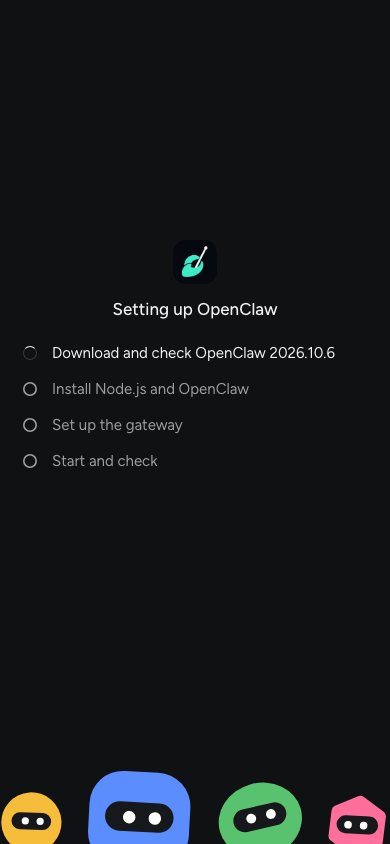 Setting up OpenClaw
Download and check OpenClaw 2026.10.6
Install Node.js and OpenClaw
Set up the gateway
Start and check